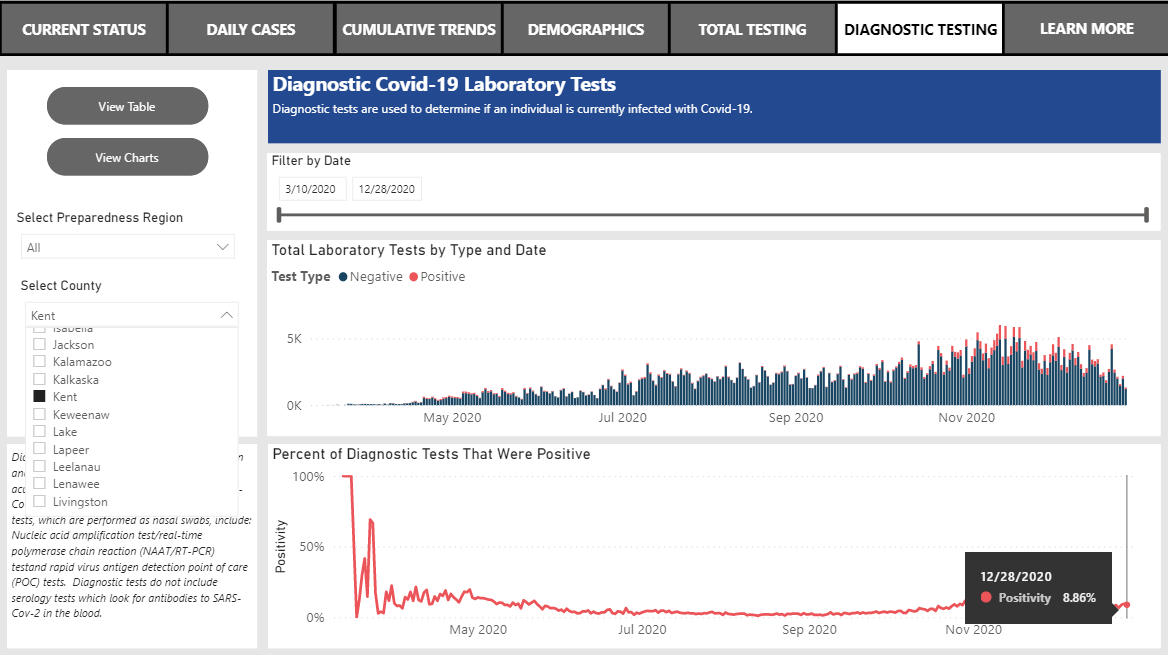 CURRENT STATUS
DAILY CASES
CUMULATIVE TRENDS
DEMOGRAPHICS
TOTAL TESTING
DIAGNOSTIC TESTING
LEARN MORE
View Table
View Charts
Select Preparedness Region
All
Select County
Kent
Isabella
Jackson
Kalamazoo
Kalkaska
Kent
Keweenaw
Lake
Lapeer
Leelanau
Lenawee
Livingston
tests, which are performed as nasal swabs, include:
Nucleic acid amplification test/real-time
polymerase chain reaction (NAAT/RT-PCR)
testand rapid virus antigen detection point of care
(POC) tests.  Diagnostic tests do not include
serology tests which look for antibodies to SARS-
Cov-2 in the blood.
Diagnostic Covid-19 Laboratory Tests
Diagnostic tests are used to determine if an individual is currently infected with Covid-19.
Filter by Date
3/10/2020
12/28/2020
Total Laboratory Tests by Type and Date
Test Type Negative Positive
5K
0K
May 2020
Jul 2020
Sep 2020
Nov 2020
Percent of Diagnostic Tests That Were Positive
Positivity
100%
50%
0%
May 2020
Jul 2020
Sep 2020
Nov 2020
12/28/2020
Positivity 8.86%